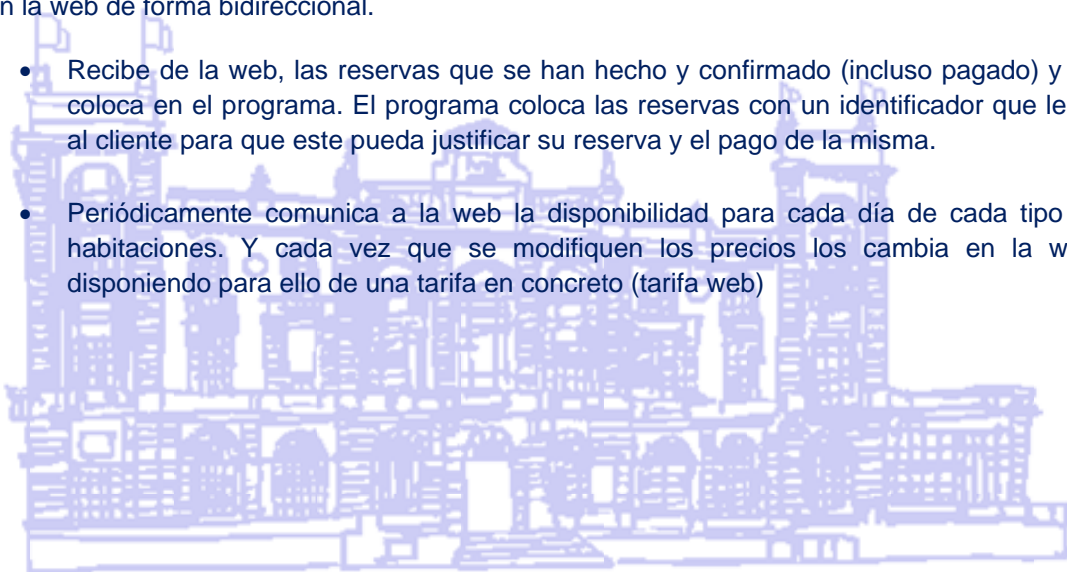 n la web de forma bidireccional.
• Recibe de la web, las reservas que se han hecho y confirmado (incluso pagado) y
coloca en el programa. El programa coloca las reservas con un identificador que le
al cliente para que este pueda justificar su reserva y el pago de la misma.
• Periódicamente comunica a la web la disponibilidad para cada día de cada tipo
habitaciones. Y cada vez que se modifiquen los precios los cambia en la w
disponiendo para ello de una tarifa en concreto (tarifa web)